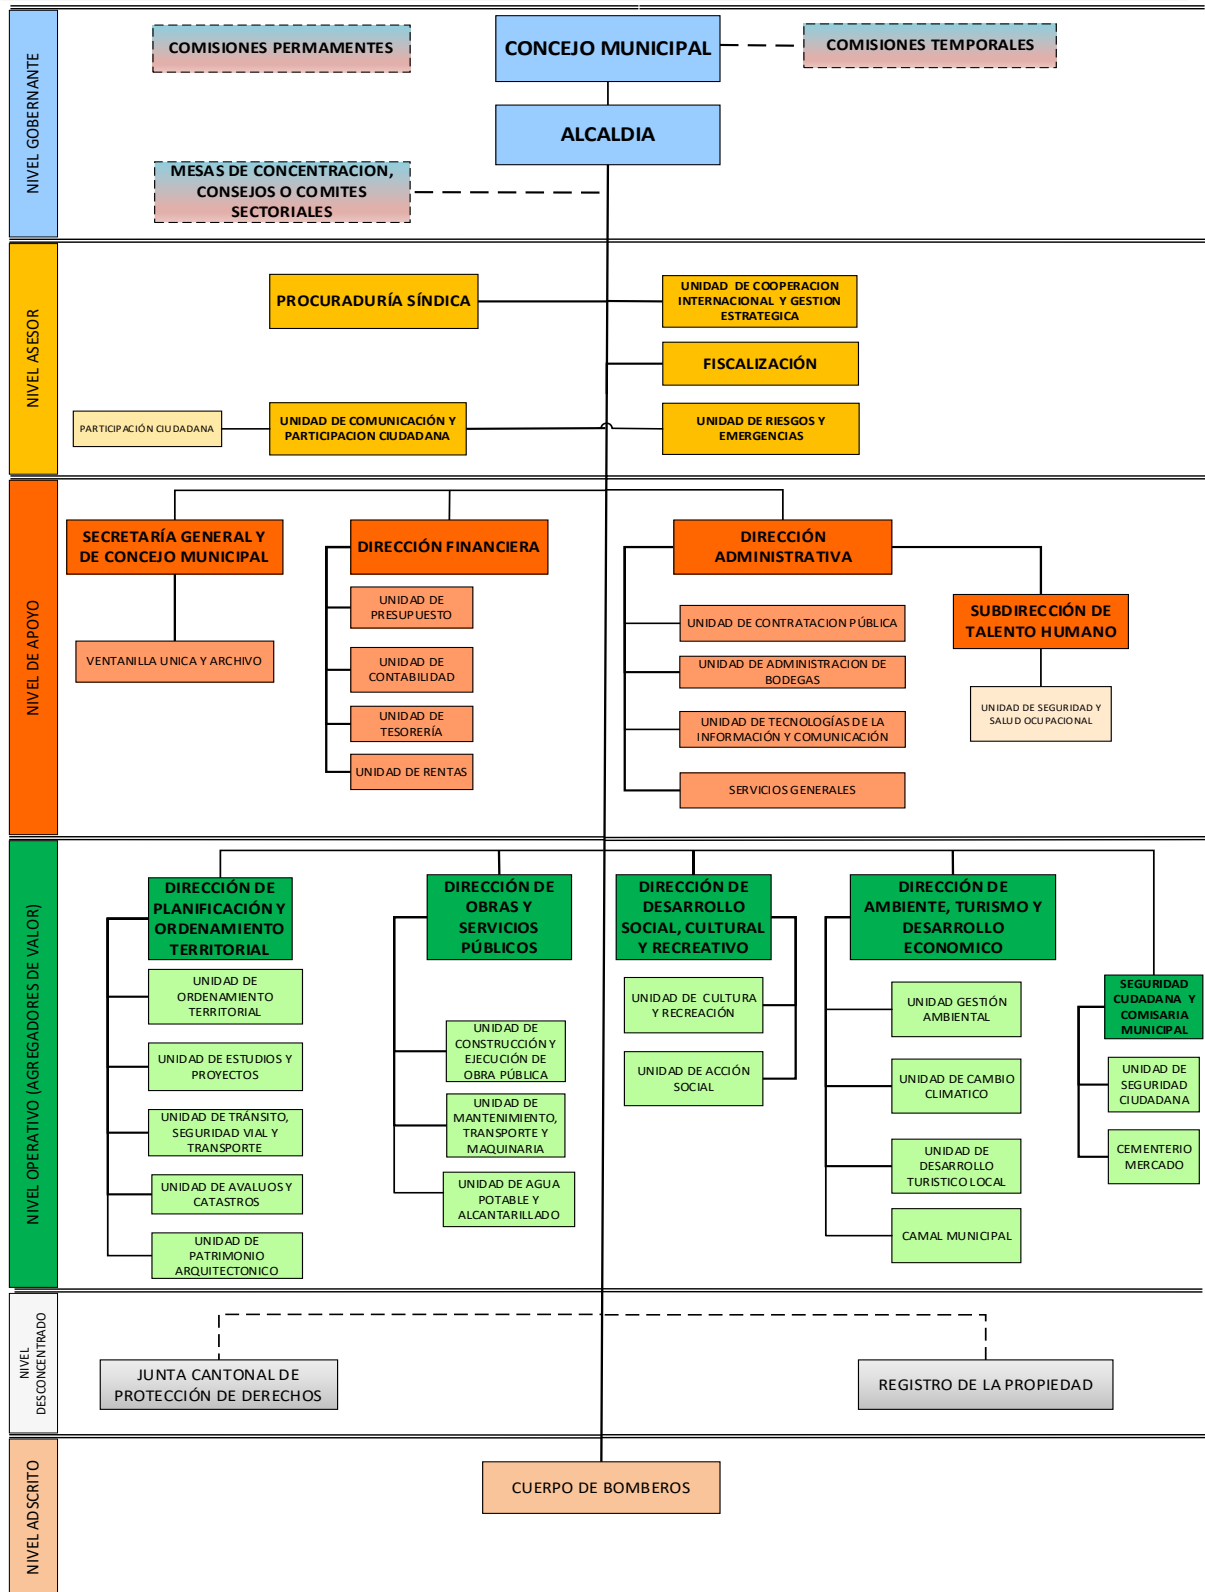 NIVEL GOBERNANTE
COMISIONES PERMAMENTES
CONCEJO MUNICIPAL
COMISIONES TEMPORALES
ALCALDIA
MESAS DE CONCENTRACION,
CONSEJOS O COMITES
SECTORIALES
NIVEL ASESOR
PROCURADURÍA SÍNDICA
UNIDAD DE COOPERACION
INTERNACIONAL Y GESTION
ESTRATEGICA
FISCALIZACIÓN
PARTICIPACIÓN CIUDADANA
UNIDAD DE COMUNICACIÓN Y
PARTICIPACION CIUDADANA
UNIDAD DE RIESGOS Y
EMERGENCIAS
NIVEL DE APOYO
SECRETARÍA GENERAL Y
DE CONCEJO MUNICIPAL
VENTANILLA UNICA Y ARCHIVO
DIRECCIÓN FINANCIERA
UNIDAD DE
PRESUPUESTO
UNIDAD DE
CONTABILIDAD
UNIDAD DE
TESORERÍA
UNIDAD DE RENTAS
DIRECCIÓN
ADMINISTRATIVA
UNIDAD DE CONTRATACION PÚBLICA
UNIDAD DE ADMINISTRACION DE
BODEGAS
UNIDAD DE TECNOLOGÍAS DE LA
INFORMACIÓN Y COMUNICACIÓN
SERVICIOS GENERALES
SUBDIRECCIÓN DE
TALENTO HUMANO
UNIDAD DE SEGURIDAD Y
SALUD OCUPACIONAL
NIVEL OPERATIVO (AGREGADORES DE VALOR)
DIRECCIÓN DE
PLANIFICACIÓN Y
ORDENAMIENTO
TERRITORIAL
UNIDAD DE
ORDENAMIENTO
TERRITORIAL
UNIDAD DE ESTUDIOS Y
PROYECTOS
UNIDAD DE TRÁNSITO,
SEGURIDAD VIAL Y
TRANSPORTE
UNIDAD DE AVALUOS Y
CATASTROS
UNIDAD DE
PATRIMONIO
ARQUITECTONICO
DIRECCIÓN DE
OBRAS Y
SERVICIOS
PÚBLICOS
UNIDAD DE
CONSTRUCCIÓN Y
EJECUCIÓN DE
OBRA PÚBLICA
UNIDAD DE
MANTENIMIENTO,
TRANSPORTE Y
MAQUINARIA
UNIDAD DE AGUA
POTABLE Y
ALCANTARILLADO
DIRECCIÓN DE
DESARROLLO
SOCIAL, CULTURAL
Y RECREATIVO
UNIDAD DE CULTURA
Y RECREACIÓN
UNIDAD DE ACCIÓN
SOCIAL
DIRECCIÓN DE
AMBIENTE, TURISMO Y
DESARROLLO
ECONOMICO
UNIDAD GESTIÓN
AMBIENTAL
UNIDAD DE CAMBIO
CLIMATICO
UNIDAD DE
DESARROLLO
TURISTICO LOCAL
CAMAL MUNICIPAL
SEGURIDAD
CUDADANA Y
COMISARIA
MUNICIPAL
UNIDAD DE
SEGURIDAD
CIUDADANA
CEMENTERIO
MERCADO
NIVEL
DESCONCENTRADO
JUNTA CANTONAL DE
PROTECCIÓN DE DERECHOS
REGISTRO DE LA PROPIEDAD
NIVEL ADSCRITO
CUERPO DE BOMBEROS